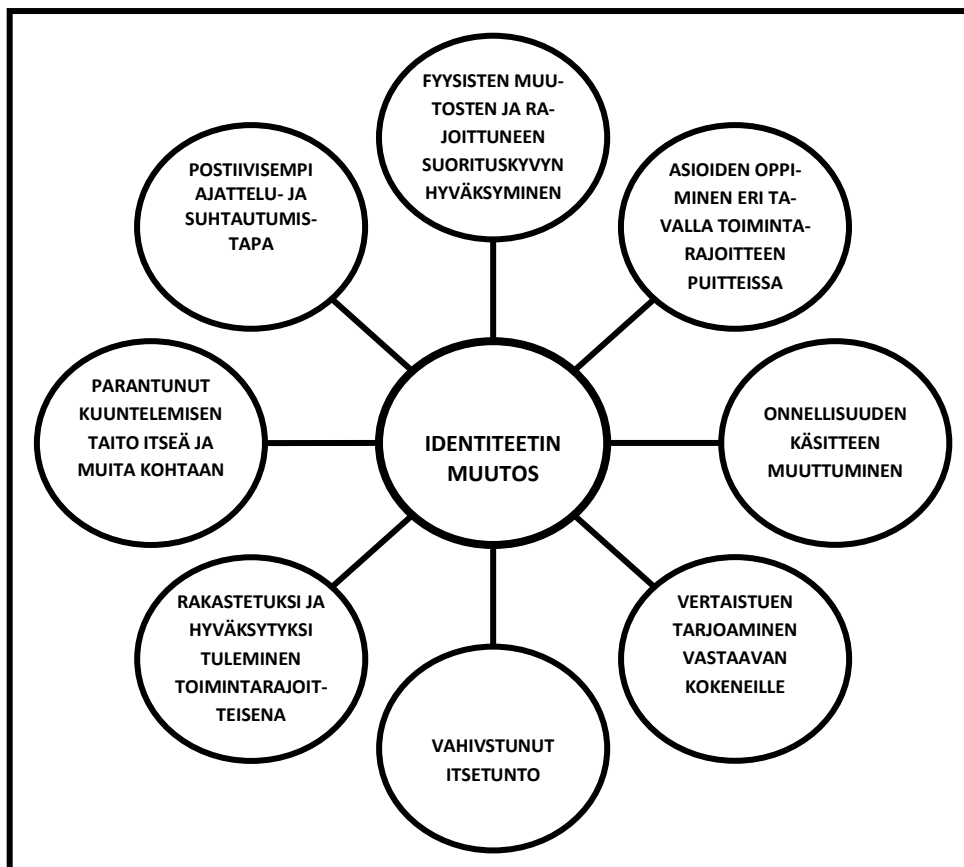 FYYSISTEN MUU-
TOSTEN JA RA-
JOITTUNEEN
SUORITUSKYVYN
HYVÄKSYMINEN
POSTIIVISEMPI
AJATTELU- JA
SUHTAUTUMIS-
TAPA
ASIOIDEN OPPI-
MINEN ERI TA-
VALLA TOIMINTA-
RAJOITTEEN
PUITTEISSA
PARANTUNUT
KUUNTELEMISEN
TAITO ITSEÄ JA
MUITA KOHTAAN
IDENTITEETIN
MUUTOS
ONNELLISUUDEN
KÄSITTEEN
MUUTTUMINEN
RAKASTETUKSI JA
HYVÄKSYTYKSI
TULEMINEN
TOIMINTARAJOIT-
TEISENA
VERTAISTUEN
TARJOAMINEN
VASTAAVAN
KOKENEILLE
VAHIVSTUNUT
ITSETUNTO